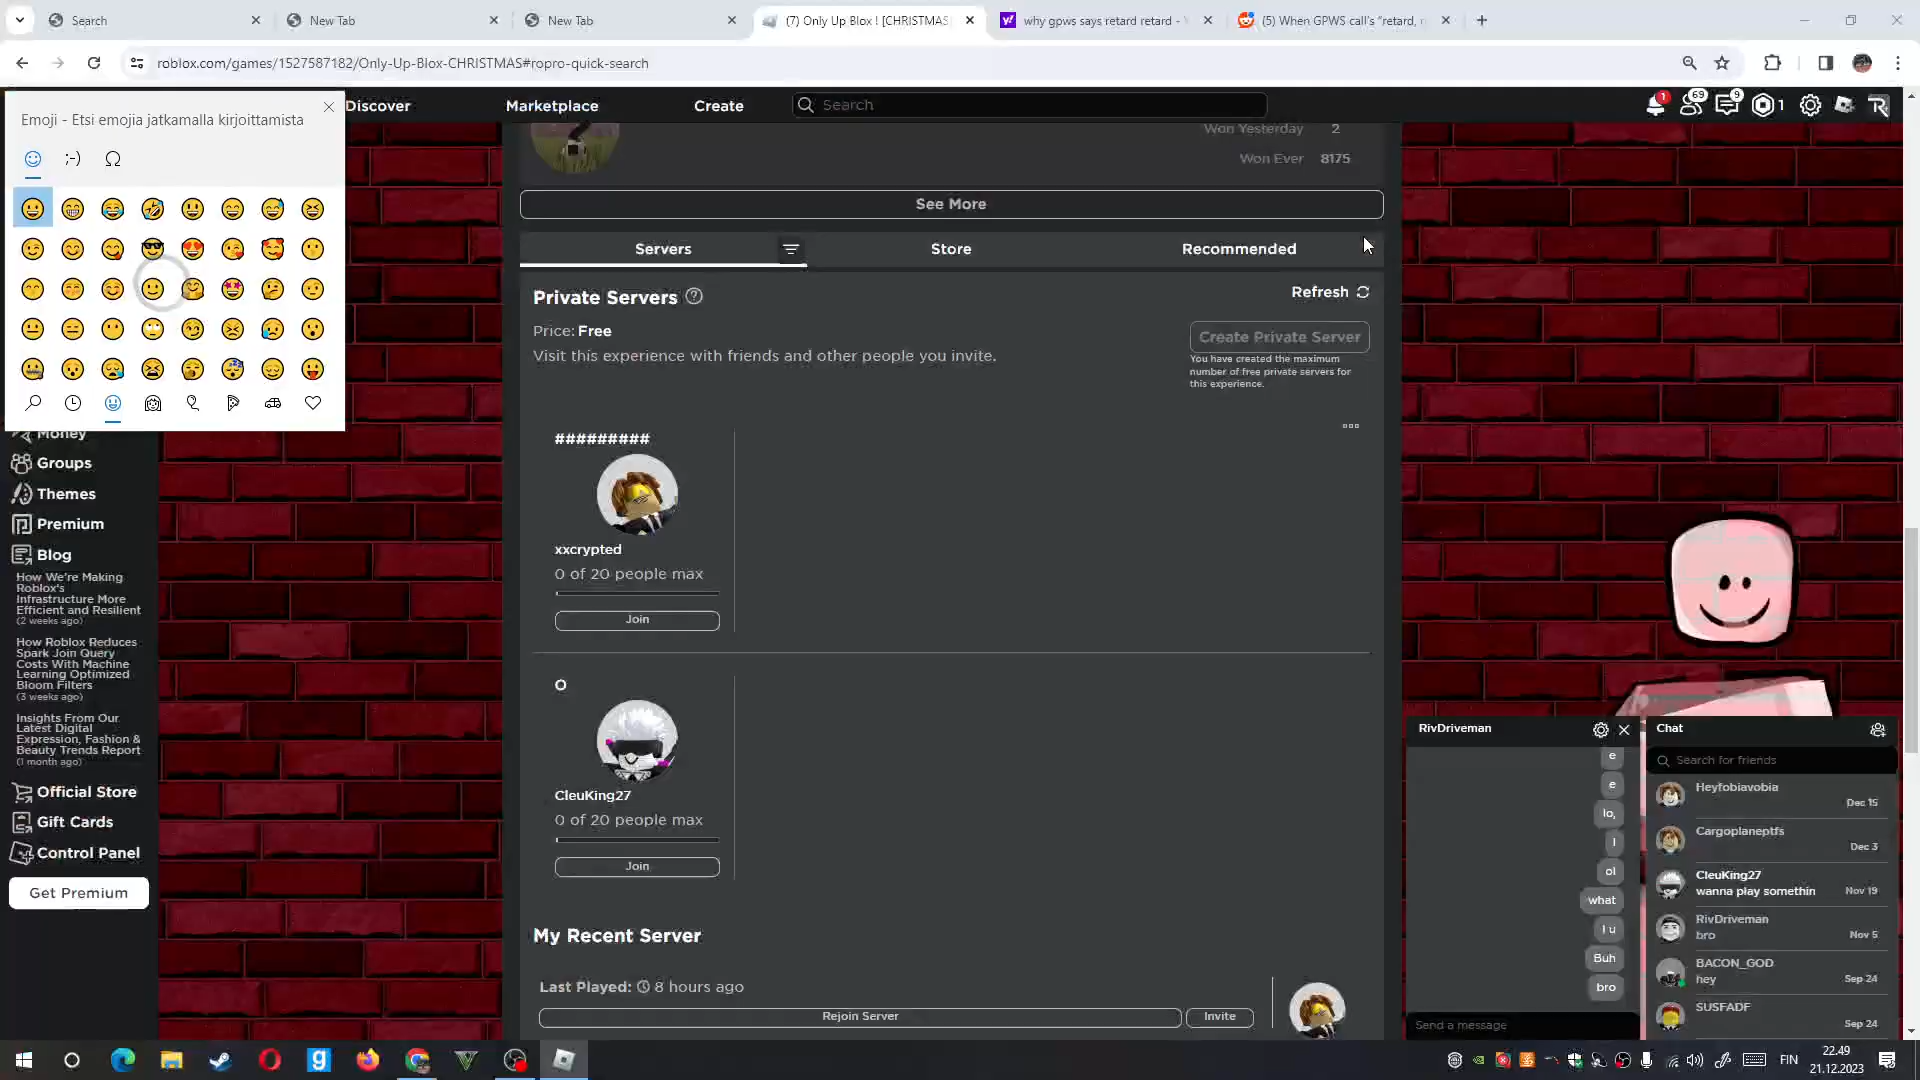 Search
New Tab
New Tab
(7) Only Up Blox ! [CHRISTMAS
why gpws says retard retard -
(5) When GPWS call's "retard, r
roblox.com/games/1527587182/Only-Up-Blox-CHRISTMAS#ropro-quick-search
Discover
Marketplace
Create
Search
1
69
9
1
Emoji - Etsi emojia jatkamalla kirjoittamista
;-)
Ω
Won Yesterday 2
Won Ever 8175
See More
Servers
Store
Recommended
Private Servers
Refresh
Price: Free
Visit this experience with friends and other people you invite.
Create Private Server
You have created the maximum
number of free private servers for
this experience.
#########
xxcrypted
0 of 20 people max
Join
O
CleuKing27
0 of 20 people max
Join
My Recent Server
Last Played: 8 hours ago
Rejoin Server
Invite
Money
Groups
Themes
Premium
Blog
How We're Making
Roblox's
Infrastructure More
Efficient and Resilient
(2 weeks ago)
How Roblox Reduces
Spark Join Query
Costs With Machine
Learning Optimized
Bloom Filters
(3 weeks ago)
Insights From Our
Latest Digital
Expression, Fashion &
Beauty Trends Report
(1 month ago)
Official Store
Gift Cards
Control Panel
Get Premium
RivDriveman
e
e
lo,
l
ol
what
I u
Buh
bro
Send a message
Chat
Search for friends
Heyfobiavobia
Dec 15
Cargoplaneptfs
Dec 3
CleuKing27
wanna play somethin
Nov 19
RivDriveman
bro
Nov 5
BACON_GOD
hey
Sep 24
SUSFADF
Sep 24
FIN
22.49
21.12.2023